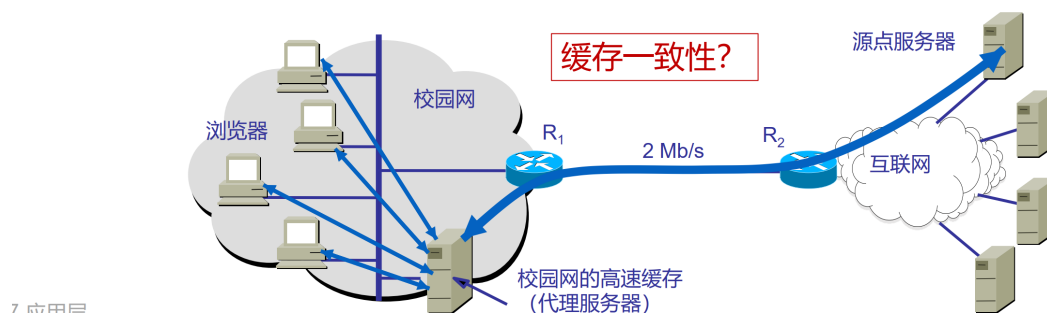 缓存一致性？
源点服务器
校园网
浏览器
R1
2 Mb/s
R2
互联网
校园网的高速缓存
（代理服务器）